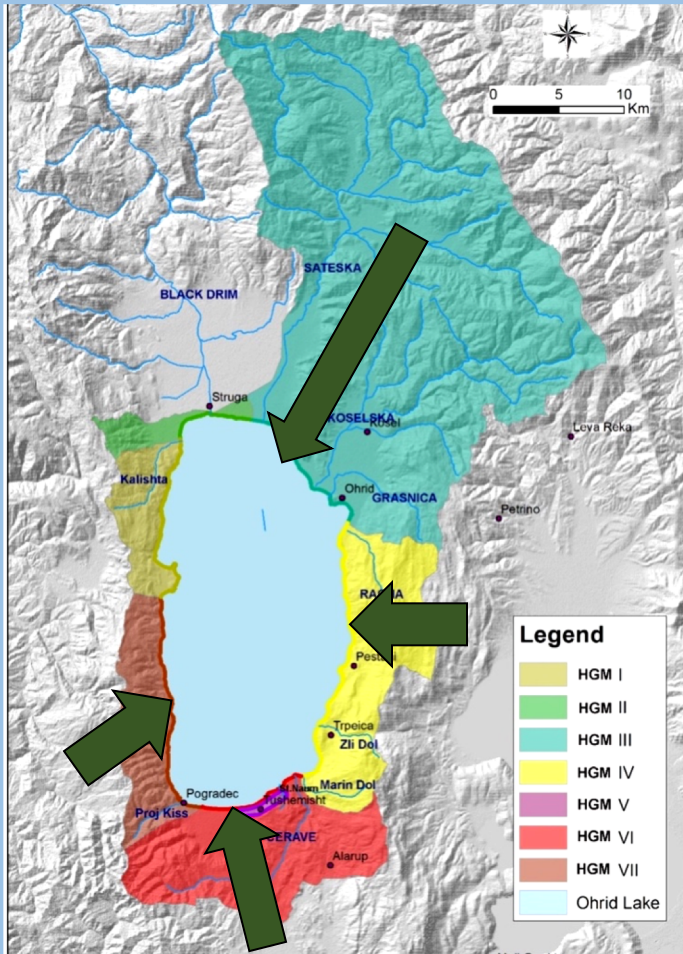 0 5 10
Km
SATESKA
BLACK DRIM
Struga
KOSELSKA
Kosel
Leva Reka
Kalishta
Ohrid
GRASNICA
Petrino
Legend
HGM I
HGM II
HGM III
HGM IV
HGM V
HGM VI
HGM VII
Ohrid Lake
Trpeica
Zli Dol
St.Naum
Marin Dol
Pogradec
Tushemisht
Proj Kiss
Alarup